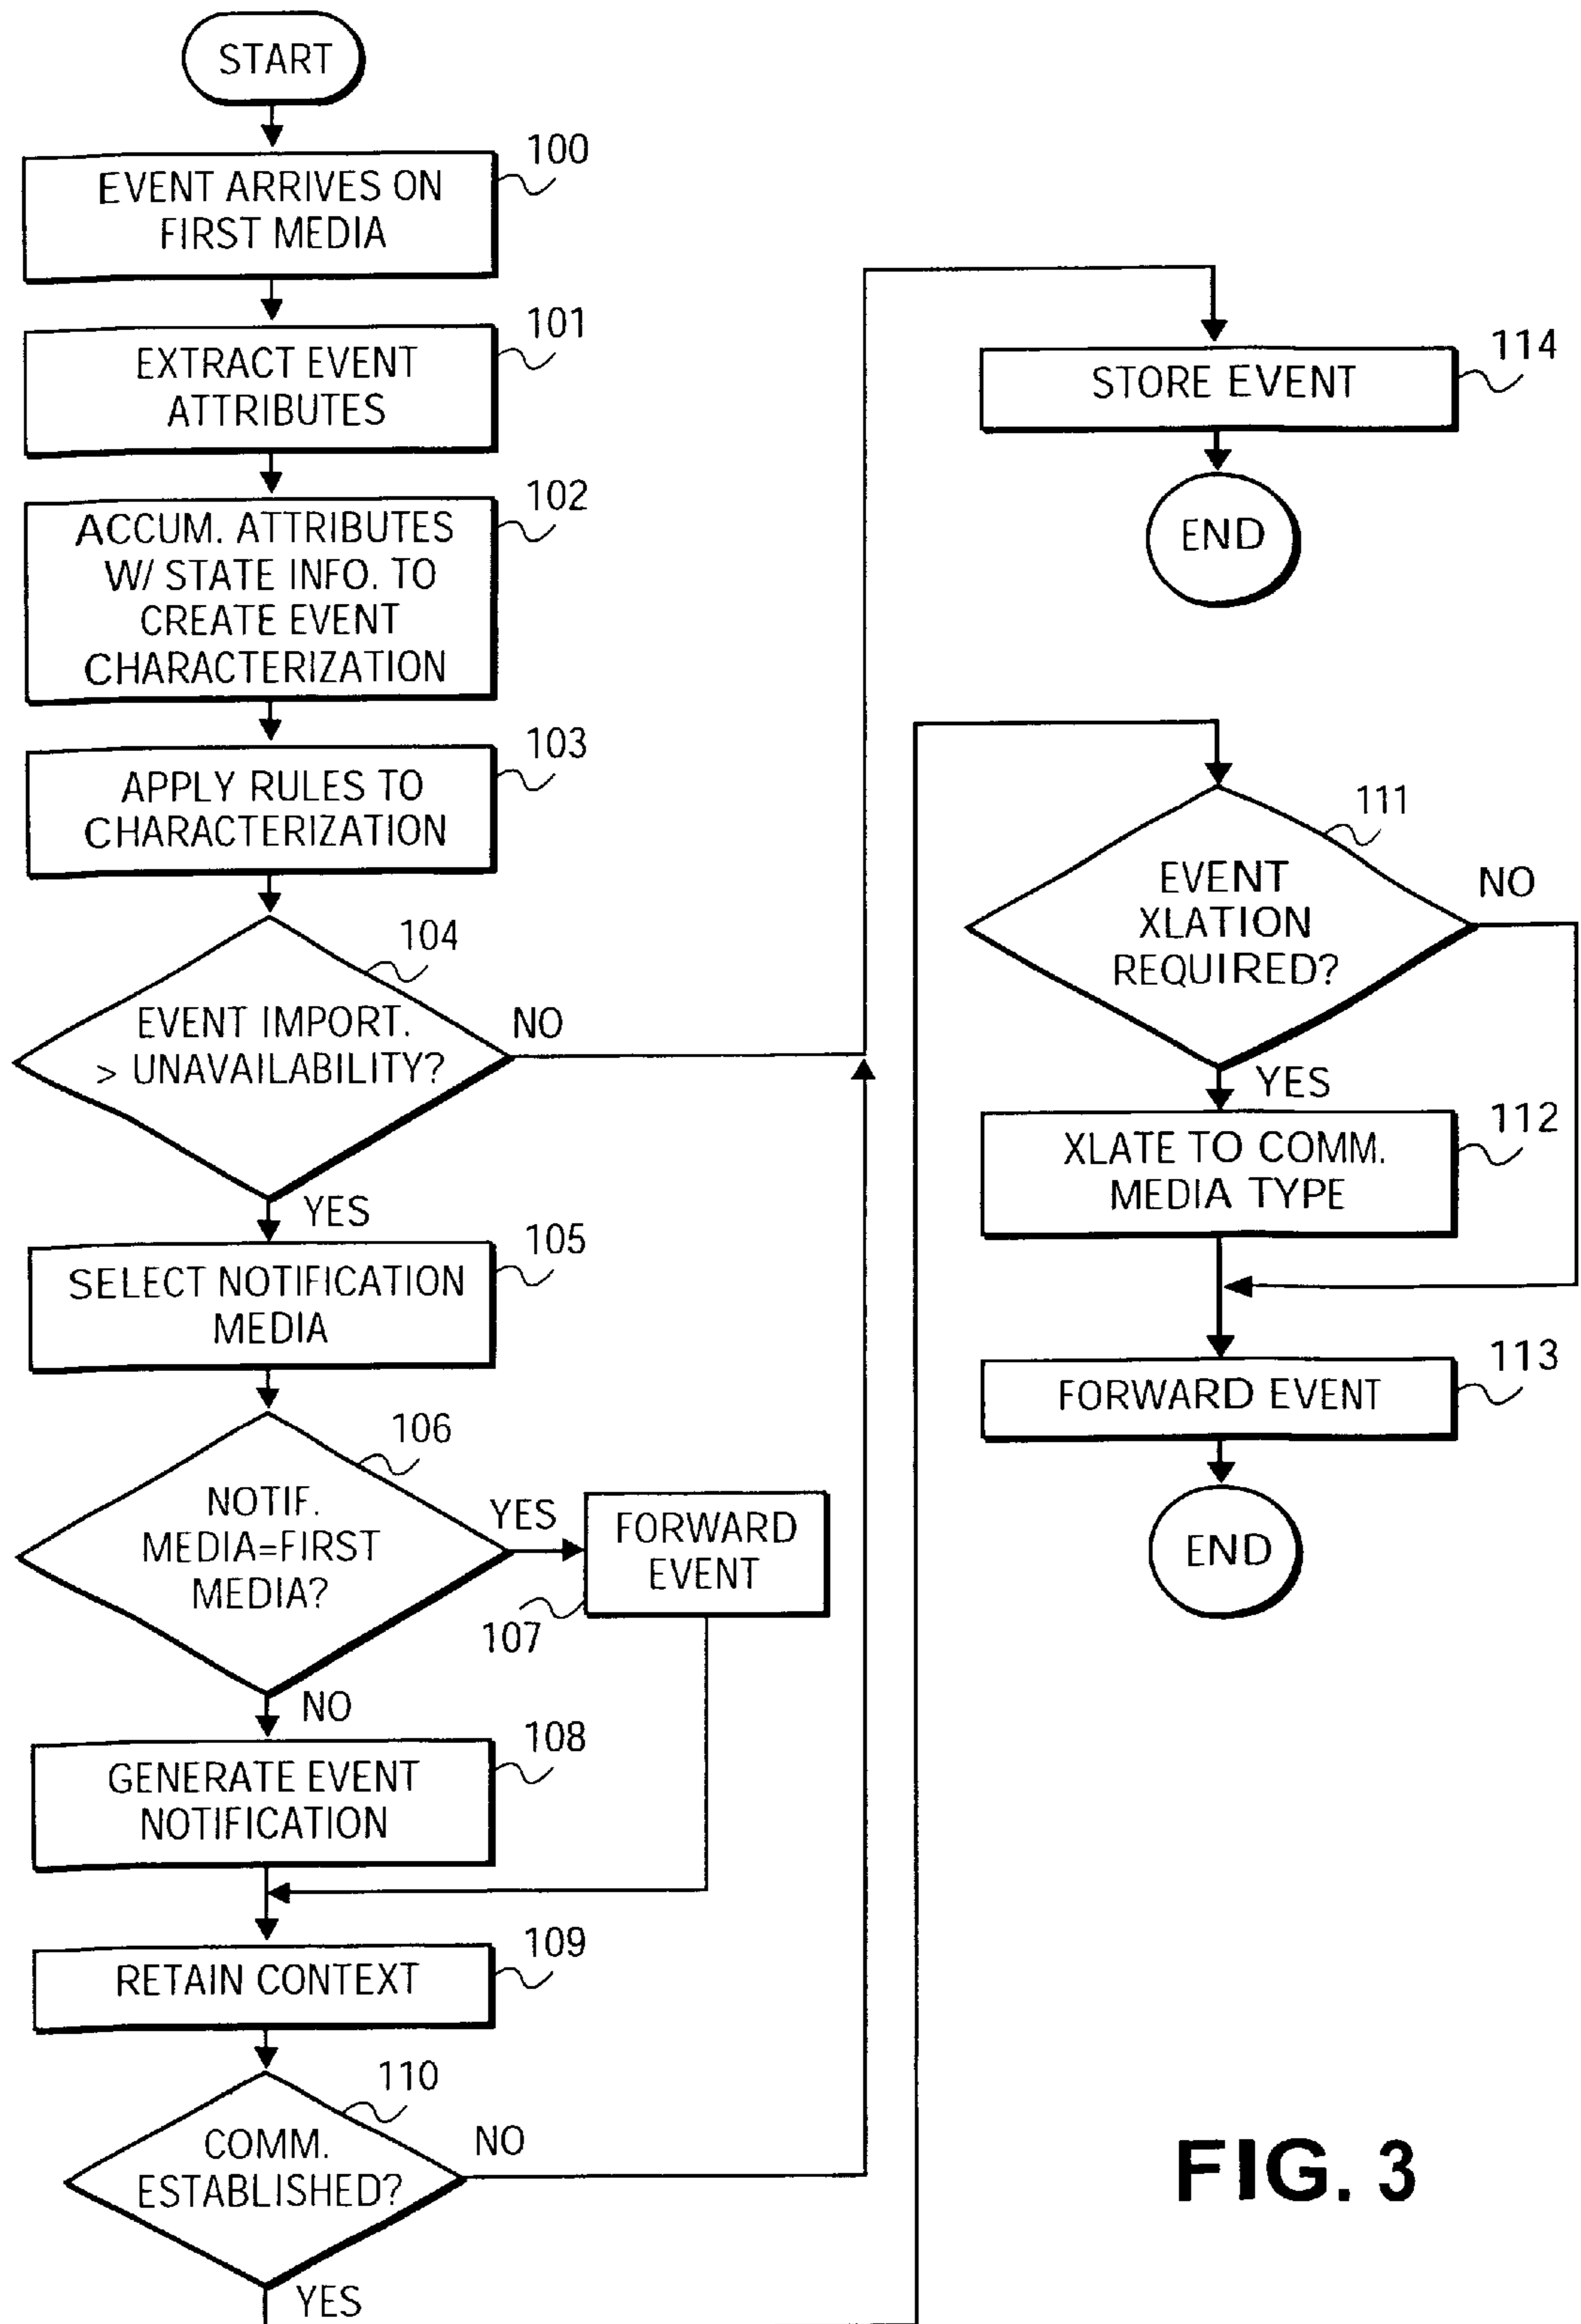 START
100
EVENT ARRIVES ON
FIRST MEDIA
101
EXTRACT EVENT
ATTRIBUTES
102
ACCUM. ATTRIBUTES
W/ STATE INFO. TO
CREATE EVENT
CHARACTERIZATION
103
APPLY RULES TO
CHARACTERIZATION
104
EVENT IMPORT.
> UNAVAILABILITY?
NO
YES
105
SELECT NOTIFICATION
MEDIA
106
NOTIF.
MEDIA=FIRST
MEDIA?
YES
FORWARD
EVENT
107
NO
108
GENERATE EVENT
NOTIFICATION
109
RETAIN CONTEXT
110
COMM.
ESTABLISHED?
NO
YES
114
STORE EVENT
END
111
EVENT
XLATION
REQUIRED?
NO
YES
112
XLATE TO COMM.
MEDIA TYPE
113
FORWARD EVENT
END
FIG. 3